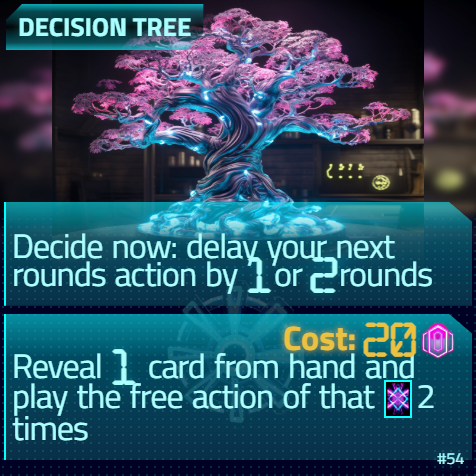 DECISION TREE
Decide now: delay your next
rounds action by 1 or 2 rounds
Cost: 20
Reveal 1 card from hand and
play the free action of that 2
times
#54